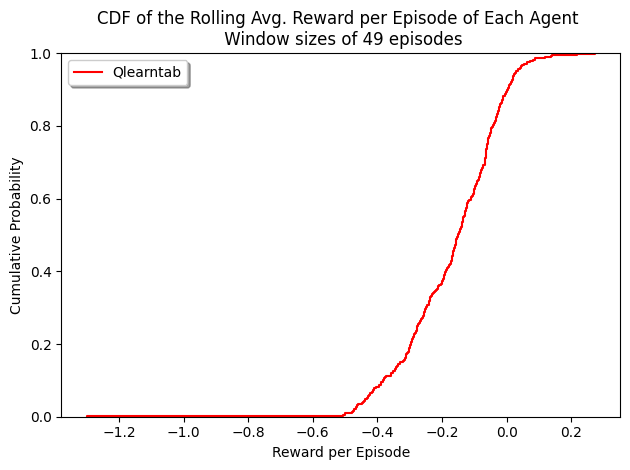 CDF of the Rolling Avg. Reward per Episode of Each Agent
Window sizes of 49 episodes
Qlearntab
1.0
0.8
0.6
0.4
0.2
0.0
Cumulative Probability
−1.2
−1.0
−0.8
−0.6
−0.4
−0.2
0.0
0.2
Reward per Episode